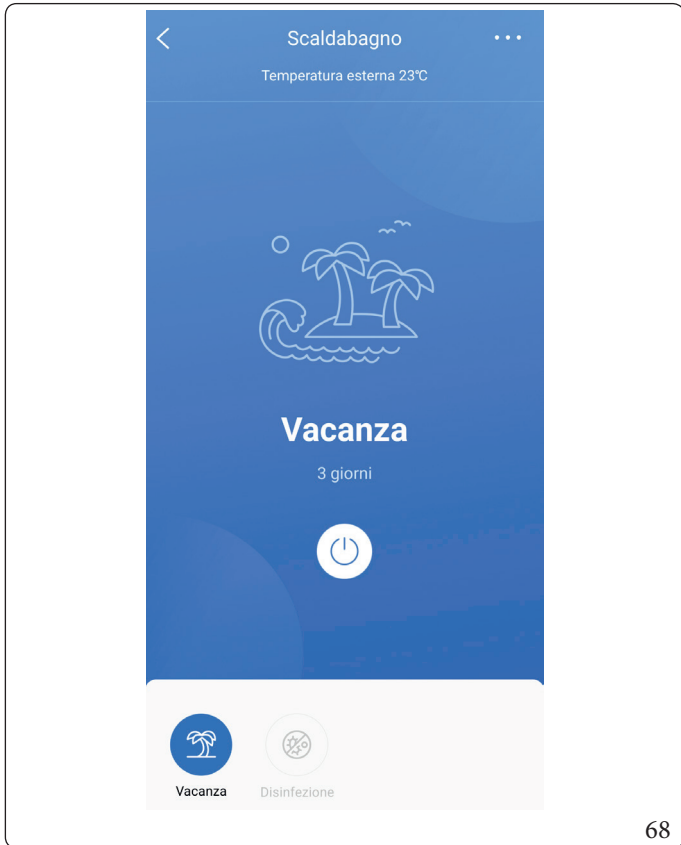 Scaldabagno
Temperatura esterna 23℃
Vacanza
3 giorni
Vacanza
Disinfezione
68